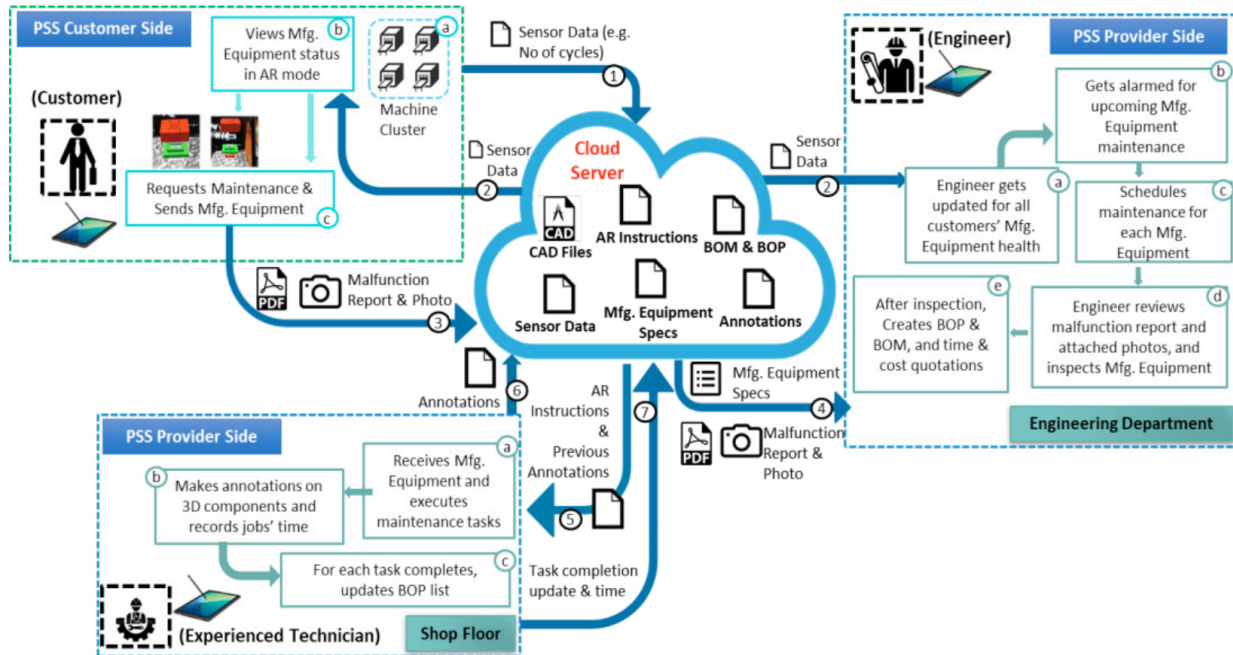 PSS Customer Side
(Customer)
b
Views Mfg.
Equipment status
in AR mode
a
Machine
Cluster
Requests Maintenance &
Sends Mfg. Equipment
c
Sensor Data (e.g.
No of cycles)
1
Sensor
Data
2
PDF
Malfunction
Report & Photo
3
Cloud
Server
CAD
CAD Files
AR Instructions
BOM & BOP
Sensor Data
Mfg. Equipment
Specs
Annotations
Sensor
Data
2
(Engineer)
PSS Provider Side
a
Engineer gets
updated for all
customers' Mfg.
Equipment health
b
Gets alarmed for
upcoming Mfg.
Equipment
maintenance
c
Schedules
maintenance for
each Mfg.
Equipment
d
Engineer reviews
malfunction report and
attached photos, and
inspects Mfg. Equipment
e
After inspection,
Creates BOP &
BOM, and time &
cost quotations
Engineering Department
Mfg. Equipment
Specs
4
PDF
Malfunction
Report &
Photo
AR
Instructions
&
Previous
Annotations
5
Annotations
6
7
Task completion
update & time
PSS Provider Side
a
Receives Mfg.
Equipment and
executes
maintenance tasks
b
Makes annotations on
3D components and
records jobs' time
c
For each task completes,
updates BOP list
(Experienced Technician)
Shop Floor